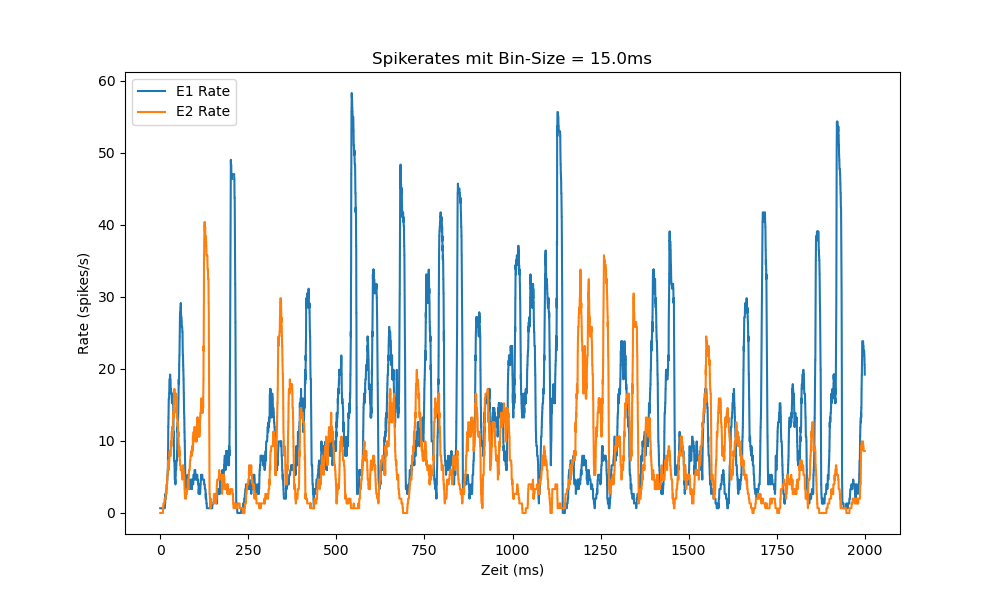 Spikerates mit Bin-Size = 15.0ms
E1 Rate
E2 Rate
60
50
40
30
20
10
0
Rate (spikes/s)
0 250 500 750 1000 1250 1500 1750 2000
Zeit (ms)